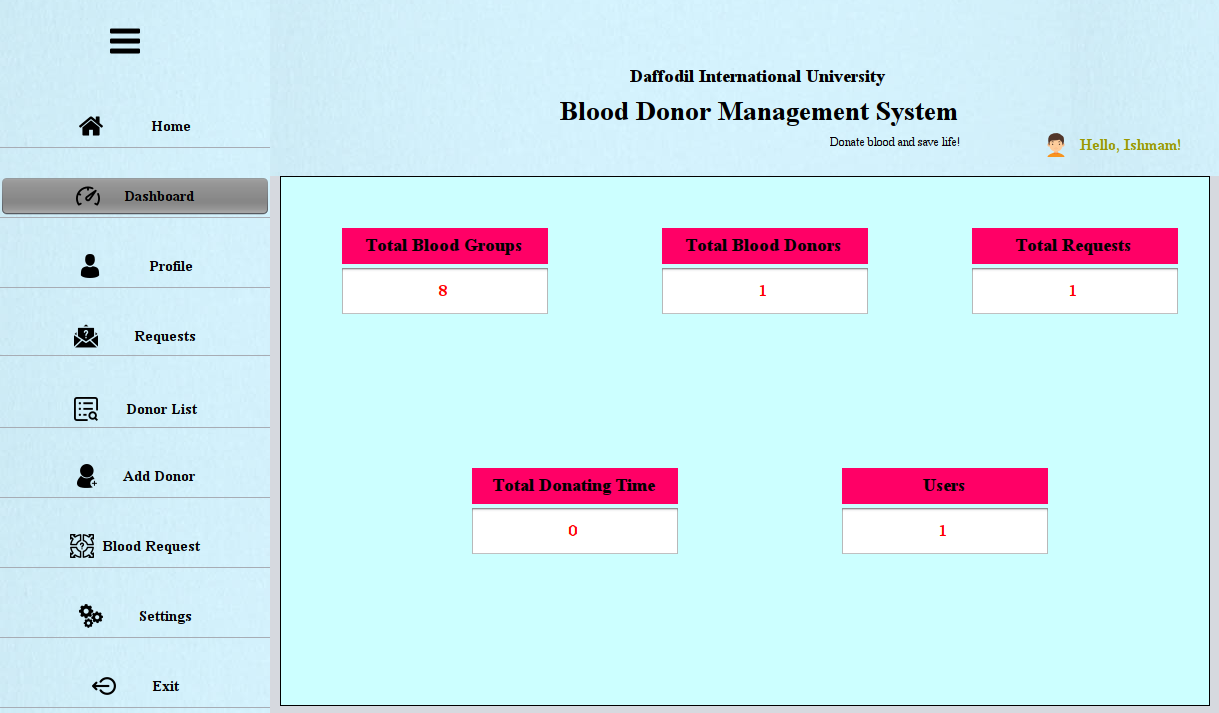 Daffodil International University
Blood Donor Management System
Donate blood and save life!
Hello, Ishmam!
Home
Dashboard
Profile
Requests
Donor List
Add Donor
Blood Request
Settings
Exit
Total Blood Groups
8
Total Blood Donors
1
Total Requests
1
Total Donating Time
0
Users
1